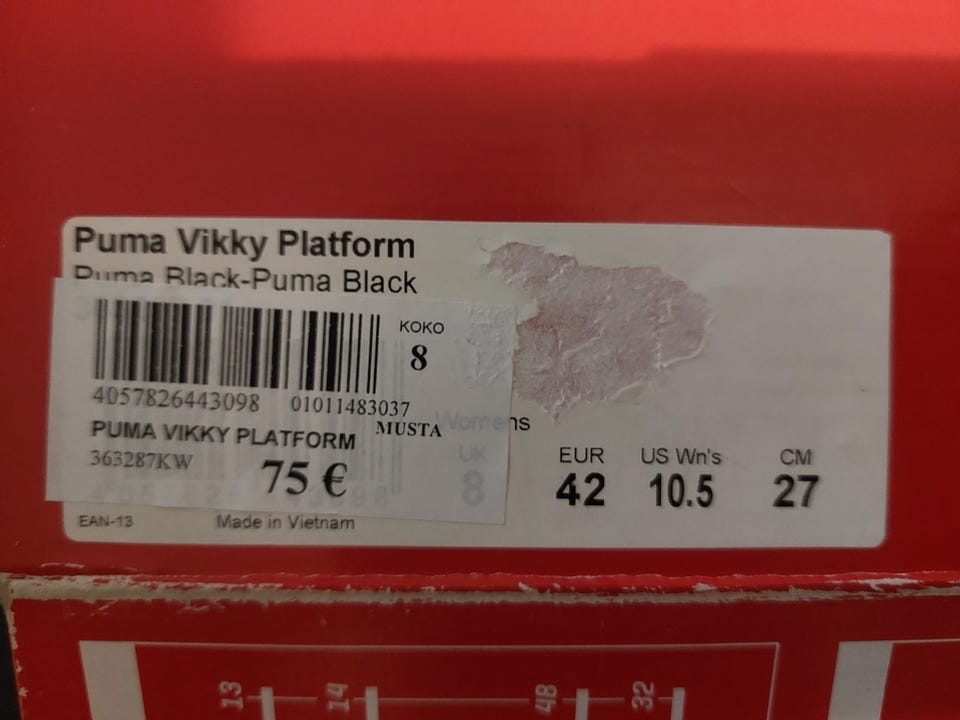 Puma Vikky Platform
Puma Black-Puma Black
KOKO
8
4057826443098 01011483037
PUMA VIKKY PLATFORM MUSTA
363287KW 75 €
Womens
UK EUR US Wn's CM
8 42 10.5 27
EAN-13 Made in Vietnam
13 14 48 32